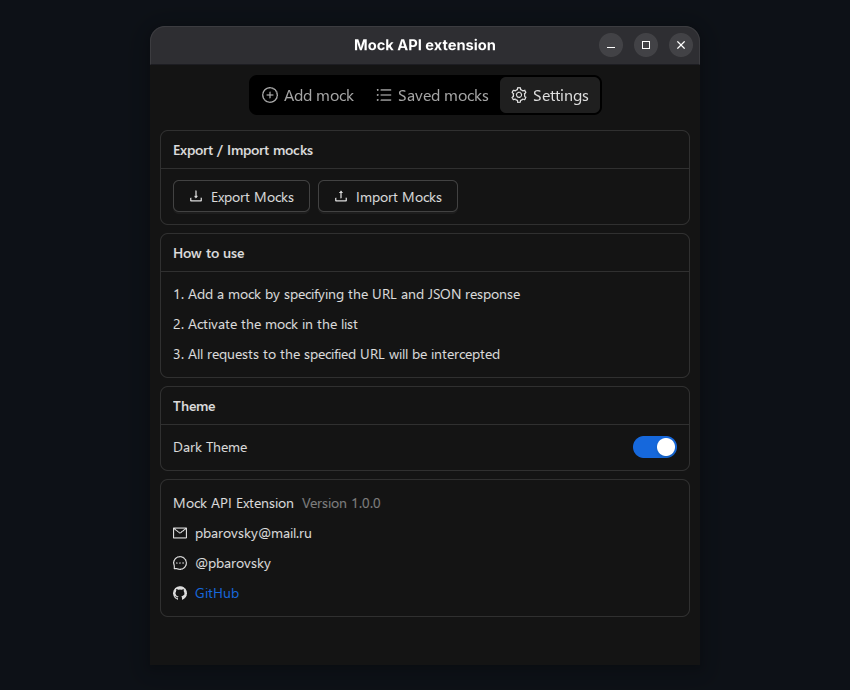 Mock API extension
Add mock
Saved mocks
Settings
Export / Import mocks
Export Mocks
Import Mocks
How to use
1. Add a mock by specifying the URL and JSON response
2. Activate the mock in the list
3. All requests to the specified URL will be intercepted
Theme
Dark Theme
Mock API Extension Version 1.0.0
pbarovsky@mail.ru
@pbarovsky
GitHub